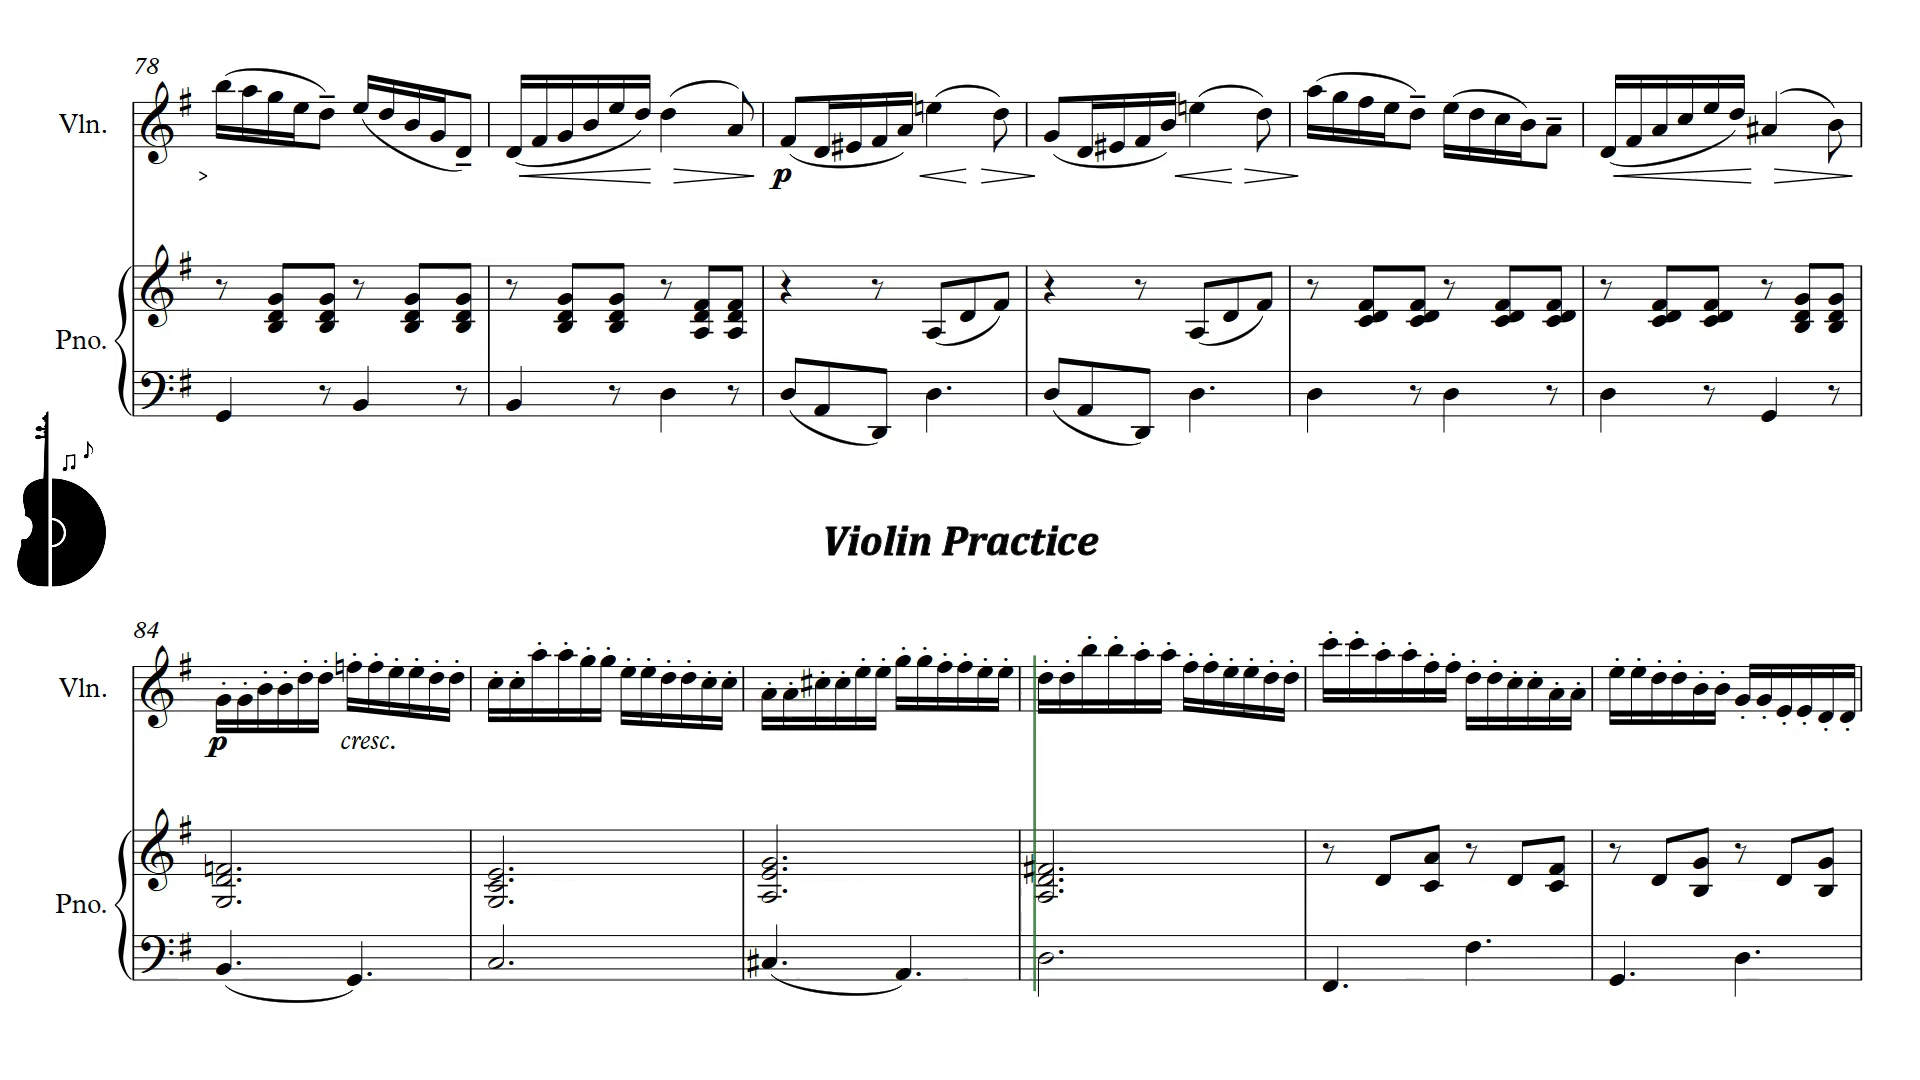 78
Vln.
p
Pno.
Violin Practice
84
Vln.
p cresc.
Pno.